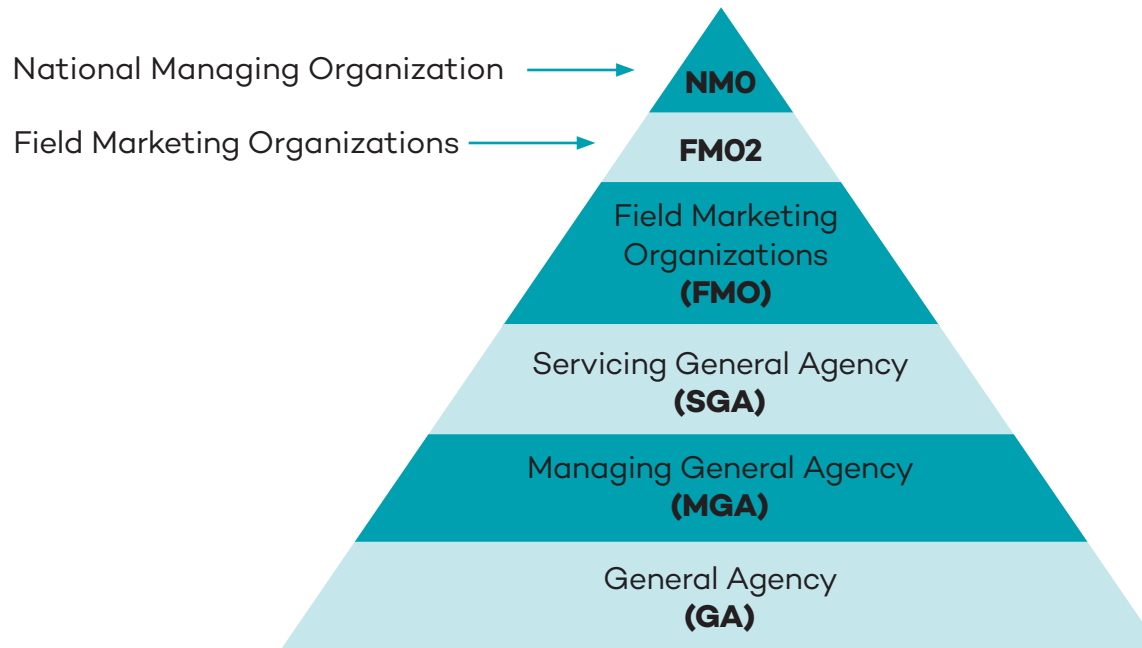 National Managing Organization
NMO
Field Marketing Organizations
FMO2
Field Marketing
Organizations
(FMO)
Servicing General Agency
(SGA)
Managing General Agency
(MGA)
General Agency
(GA)